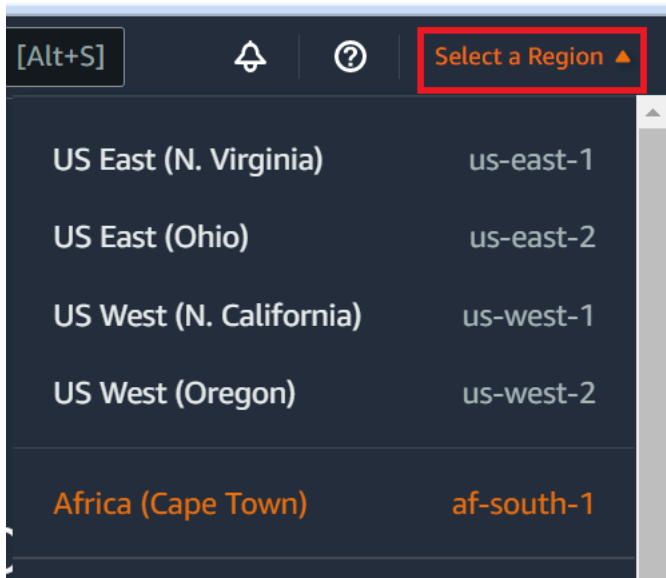 [Alt+S] Select a Region
US East (N. Virginia) us-east-1
US East (Ohio) us-east-2
US West (N. California) us-west-1
US West (Oregon) us-west-2
Africa (Cape Town) af-south-1